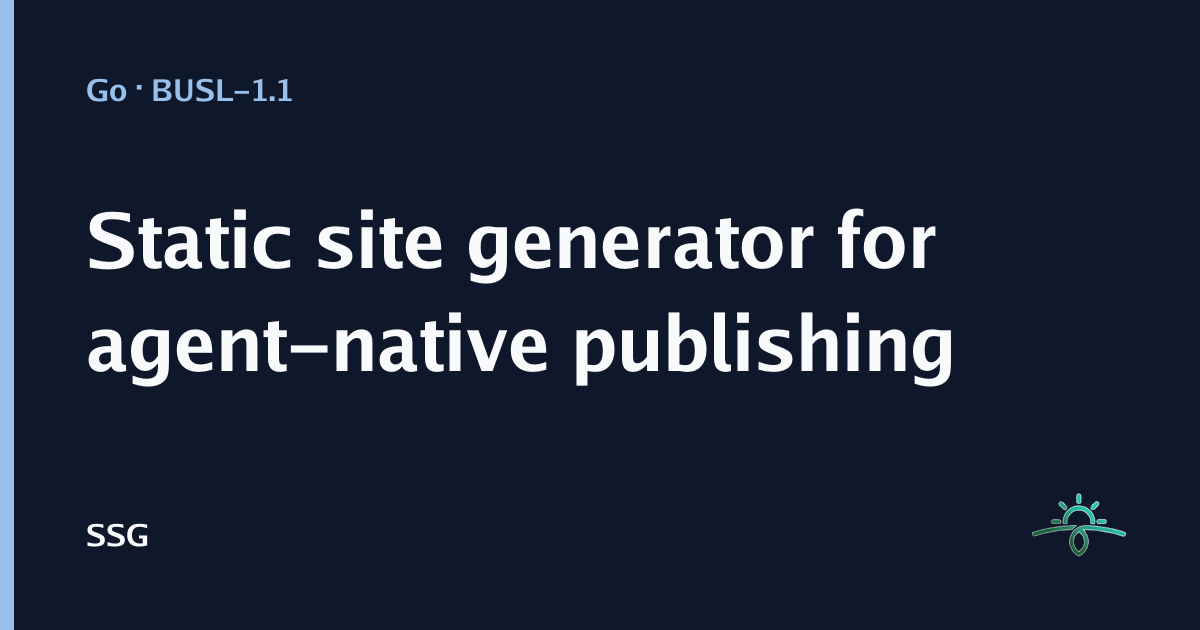 Go · BUSL-1.1
Static site generator for
agent-native publishing
SSG